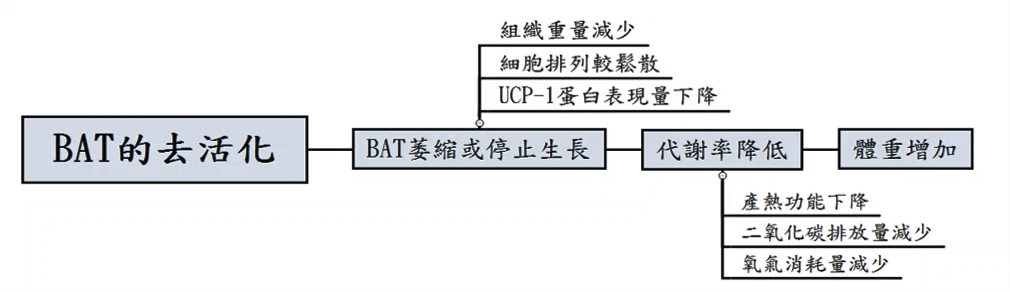 組織重量減少
細胞排列較鬆散
UCP-1蛋白表現量下降
BAT的去活化
BAT萎縮或停止生長
代謝率降低
體重增加
產熱功能下降
二氧化碳排放量減少
氧氣消耗量減少